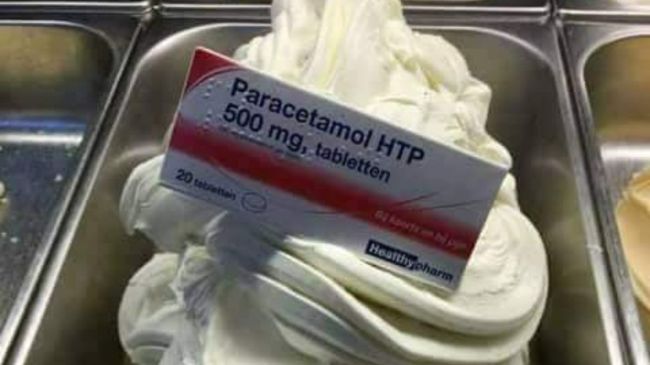 Paracetamol HTP
500 mg, tabletten
20 tabletten
Bij koorts en bij pijn
Healthypharm